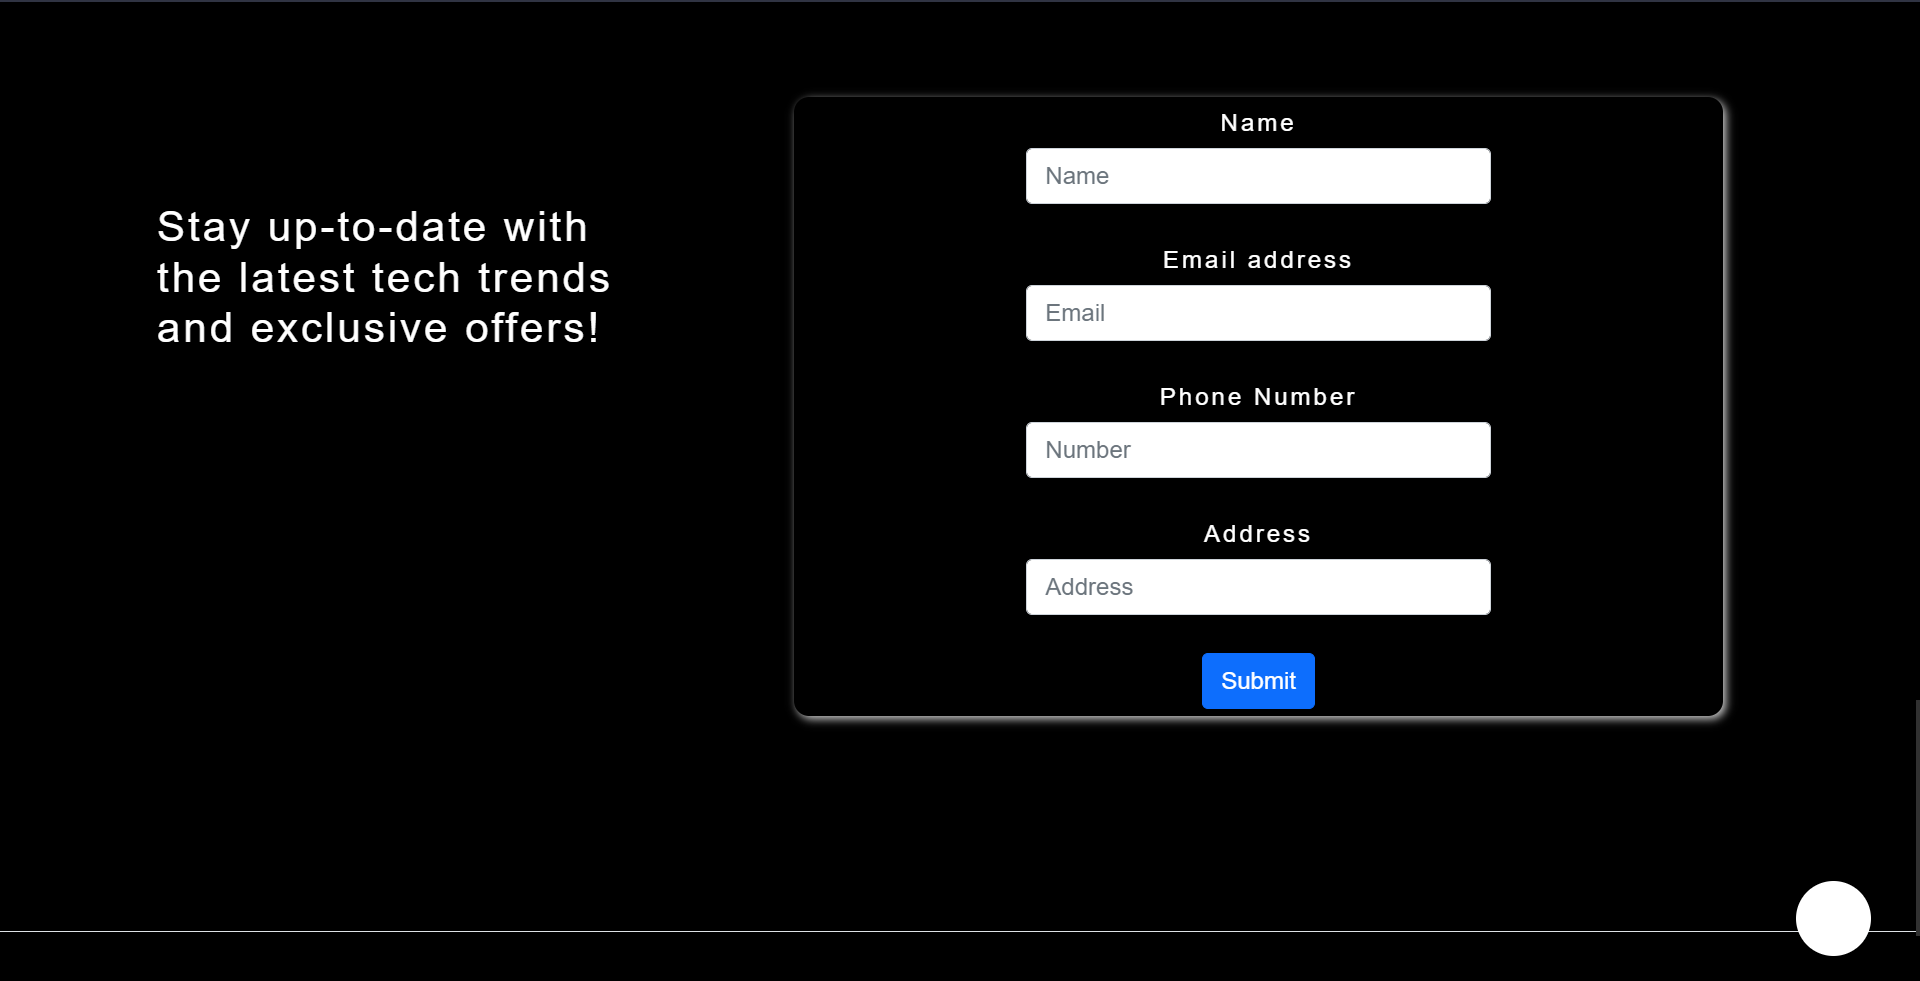 Stay up-to-date with
the latest tech trends
and exclusive offers!
Name
Name
Email address
Email
Phone Number
Number
Address
Address
Submit